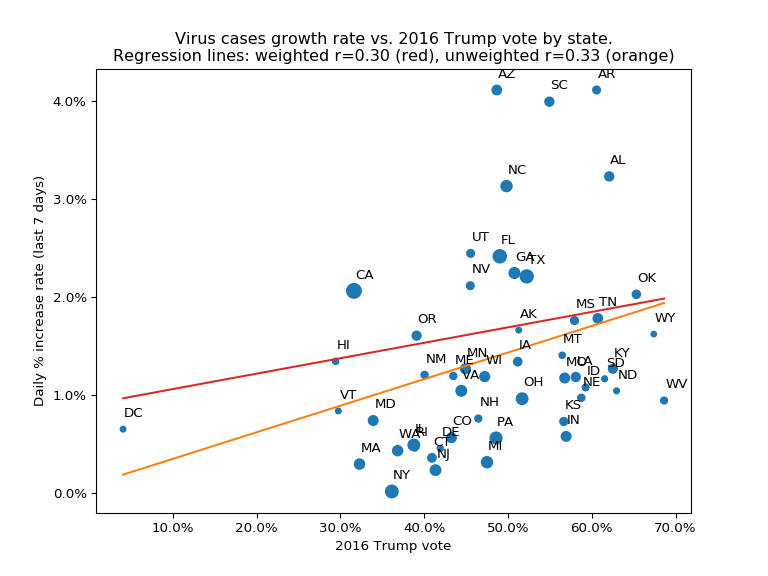 Virus cases growth rate vs. 2016 Trump vote by state.
Regression lines: weighted r=0.30 (red), unweighted r=0.33 (orange)
AZ
AR
SC
4.0%
AL
NC
3.0%
UT
FL
GA
TX
NV
CA
OK
2.0%
OR
AK
MS
TN
WY
HI
MT
IA
NM
ME
MN
WI
VA
MO
LA
ID
SD
KY
ND
NE
WV
1.0%
OH
VT
MD
DC
NH
KS
IN
CO
PA
DE
RI
IL
WA
CT
NJ
MI
MA
NY
0.0%
Daily % increase rate (last 7 days)
10.0%
20.0%
30.0%
40.0%
50.0%
60.0%
70.0%
2016 Trump vote